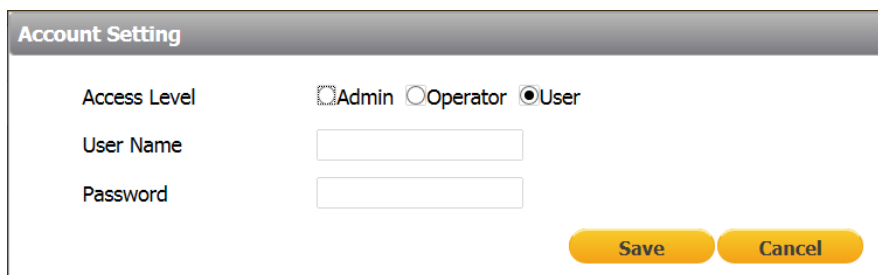 Account Setting
Access Level Admin Operator User
User Name
Password
Save Cancel